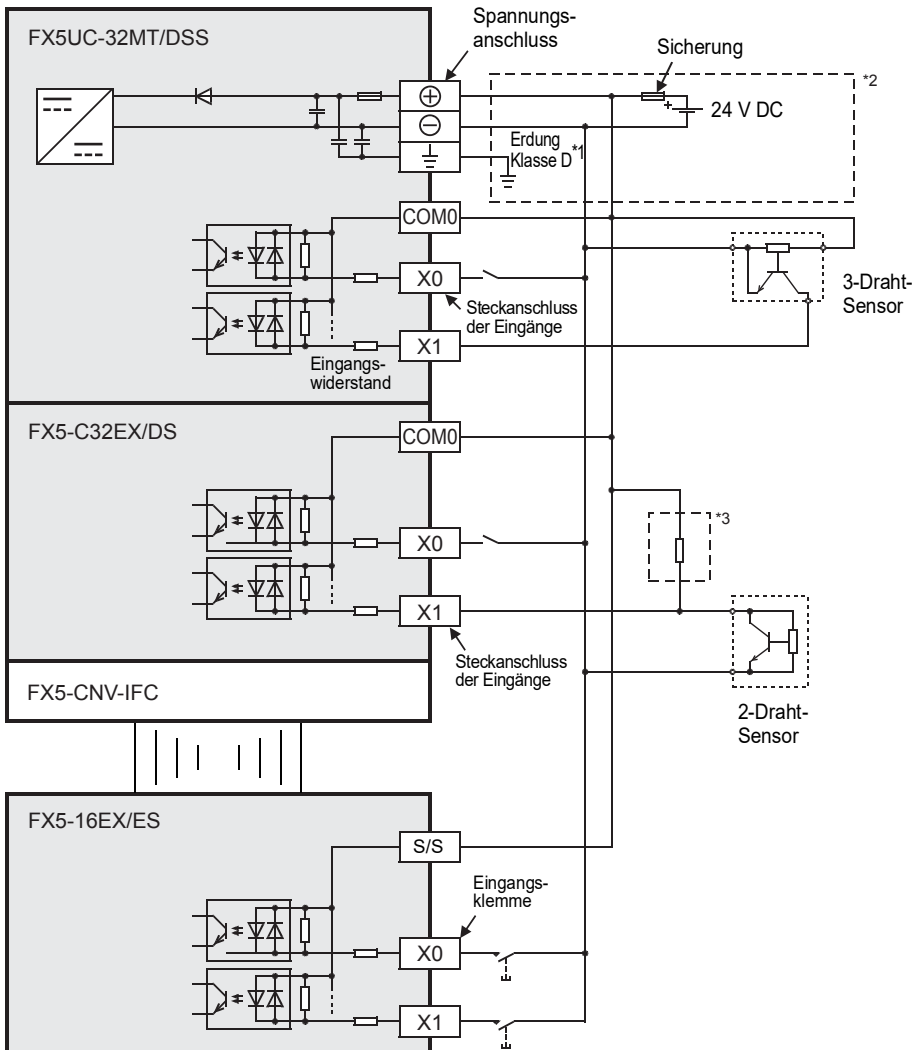 FX5UC-32MT/DSS
Spannungs-
anschluss
Sicherung
*2
+
24 V DC
Erdung
Klasse D*1
COM0
X0
Steckanschluss
der Eingänge
3-Draht-
Sensor
X1
Eingangs-
widerstand
FX5-C32EX/DS
COM0
*3
X0
X1
Steckanschluss
der Eingänge
FX5-CNV-IFC
2-Draht-
Sensor
FX5-16EX/ES
S/S
Eingangs-
klemme
X0
X1